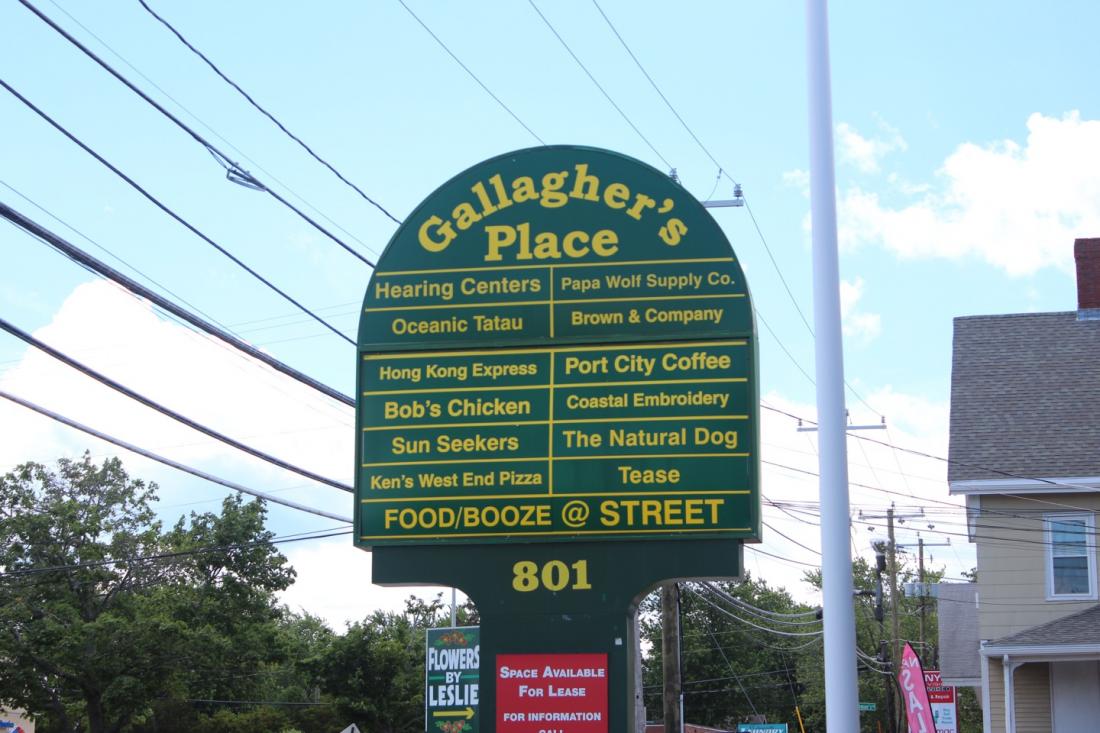 Gallagher's
Place
Hearing Centers
Papa Wolf Supply Co.
Oceanic Tatau
Brown & Company
Hong Kong Express
Port City Coffee
Bob's Chicken
Coastal Embroidery
Sun Seekers
The Natural Dog
Ken's West End Pizza
Tease
FOOD/BOOZE @ STREET
801
FLOWERS
BY
LESLIE
SPACE AVAILABLE
FOR LEASE
FOR INFORMATION